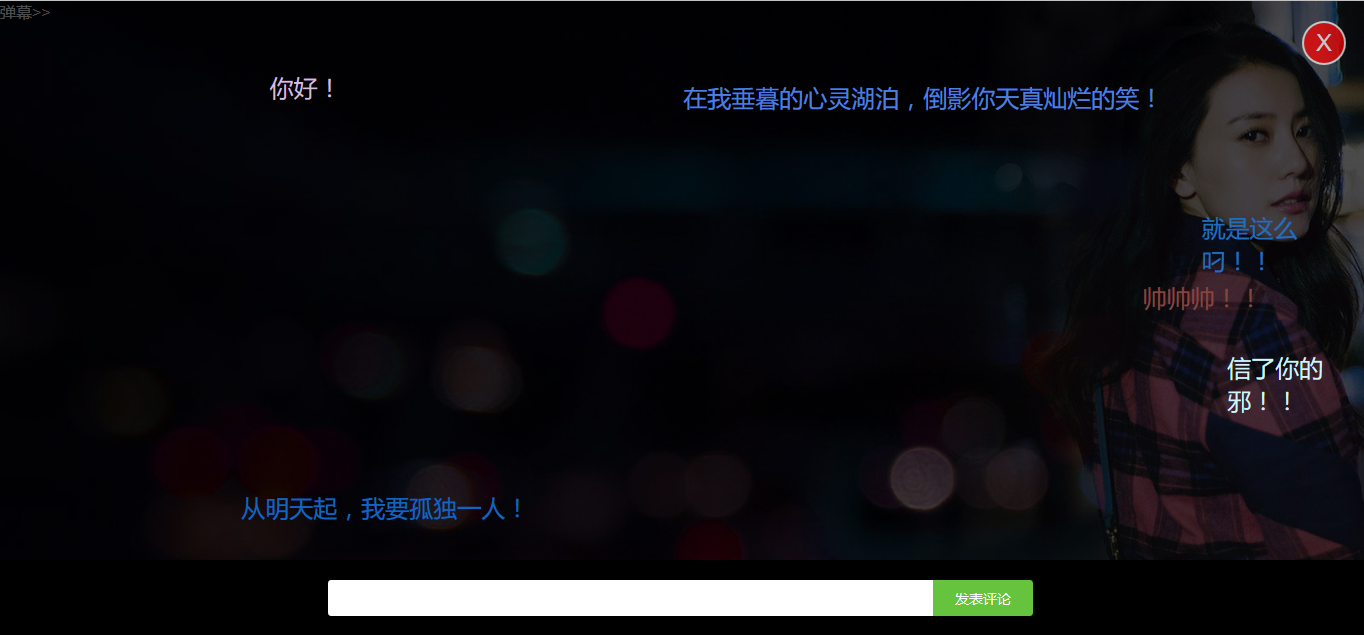 弹幕>>
X
你好！
在我垂暮的心灵湖泊，倒影你天真灿烂的笑！
就是这么
叼！！
帅帅帅！！
信了你的
邪！！
从明天起，我要孤独一人！
发表评论